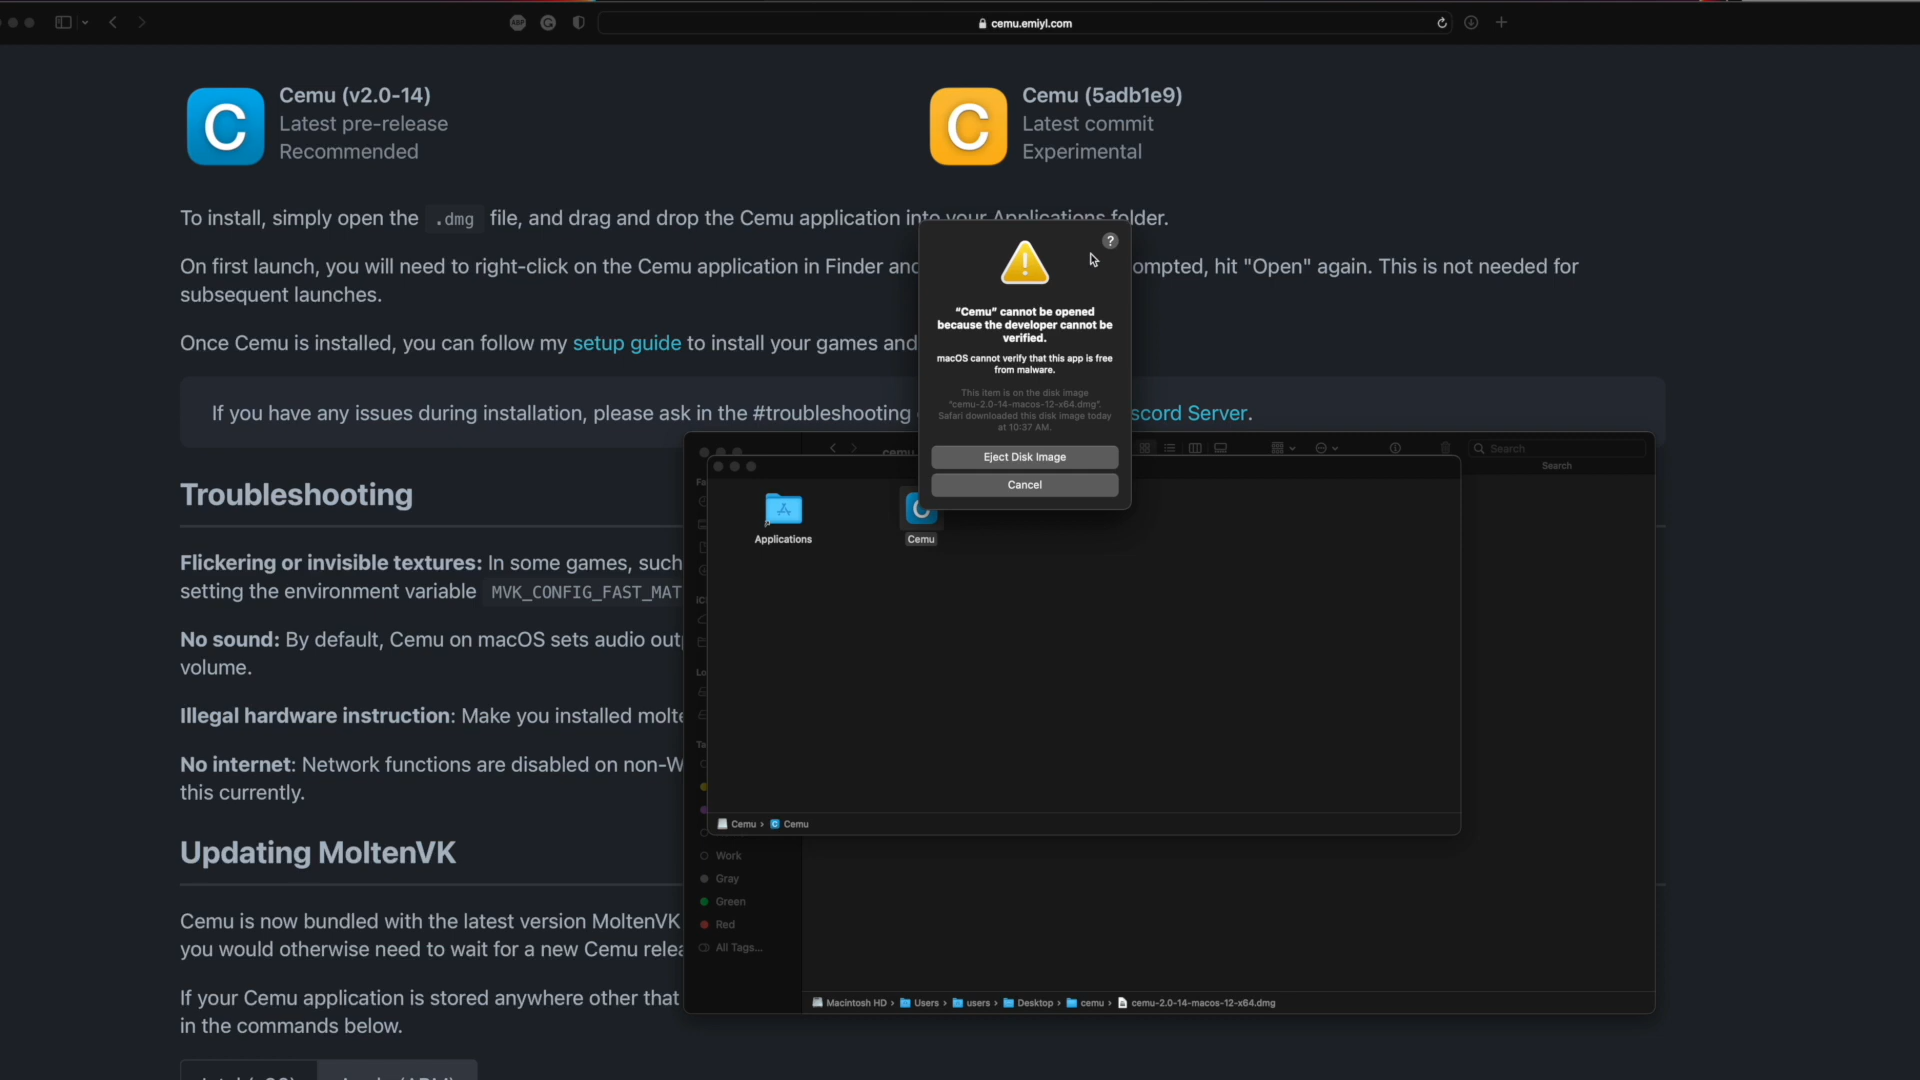 cemu.emiyl.com
Cemu (v2.0-14)
Latest pre-release
Recommended
Cemu (5adb1e9)
Latest commit
Experimental
To install, simply open the .dmg file, and drag and drop the Cemu application into your Applications folder.
On first launch, you will need to right-click on the Cemu application in Finder and ompted, hit "Open" again. This is not needed for
subsequent launches.
Once Cemu is installed, you can follow my setup guide to install your games and
If you have any issues during installation, please ask in the #troubleshooting scord Server.
?
"Cemu" cannot be opened
because the developer cannot be
verified.
macOS cannot verify that this app is free
from malware.
This item is on the disk image
"cemu-2.0-14-macos-12-x64.dmg".
Safari downloaded this disk image today
at 10:37 AM.
Eject Disk Image
Cancel
cemu
Search
Search
Applications
Cemu
Troubleshooting
Flickering or invisible textures: In some games, such
setting the environment variable MVK_CONFIG_FAST_MAT
No sound: By default, Cemu on macOS sets audio outp
volume.
Illegal hardware instruction: Make you installed molte
No internet: Network functions are disabled on non-W
this currently.
Cemu › Cemu
Updating MoltenVK
Cemu is now bundled with the latest version MoltenVK
you would otherwise need to wait for a new Cemu relea
If your Cemu application is stored anywhere other that
in the commands below.
Work
Gray
Green
Red
All Tags...
Macintosh HD › Users › users › Desktop › cemu › cemu-2.0-14-macos-12-x64.dmg